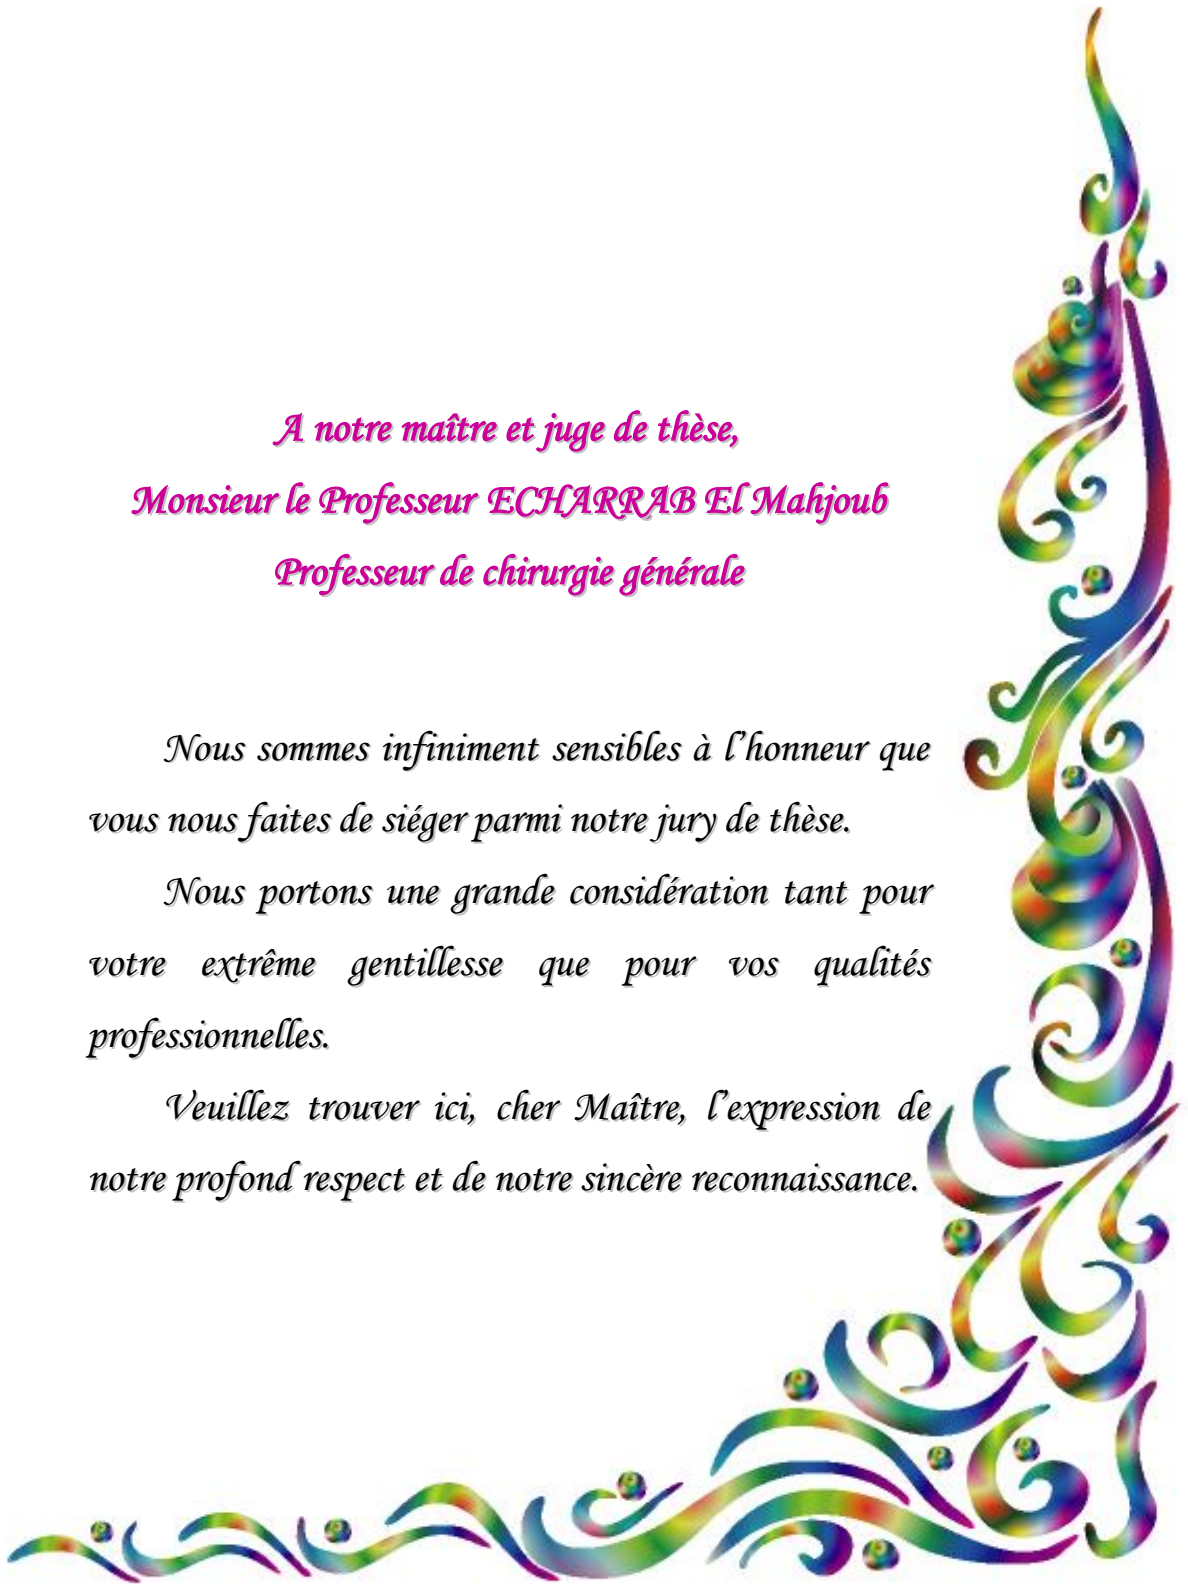 A notre maître et juge de thèse,
Monsieur le Professeur ECHARRAB El Mahjoub
Professeur de chirurgie générale
Nous sommes infiniment sensibles à l’honneur que
vous nous faites de siéger parmi notre jury de thèse.
Nous portons une grande considération tant pour
votre extrême gentillesse que pour vos qualités
professionnelles.
Veuillez trouver ici, cher Maître, l’expression de
notre profond respect et de notre sincère reconnaissance.